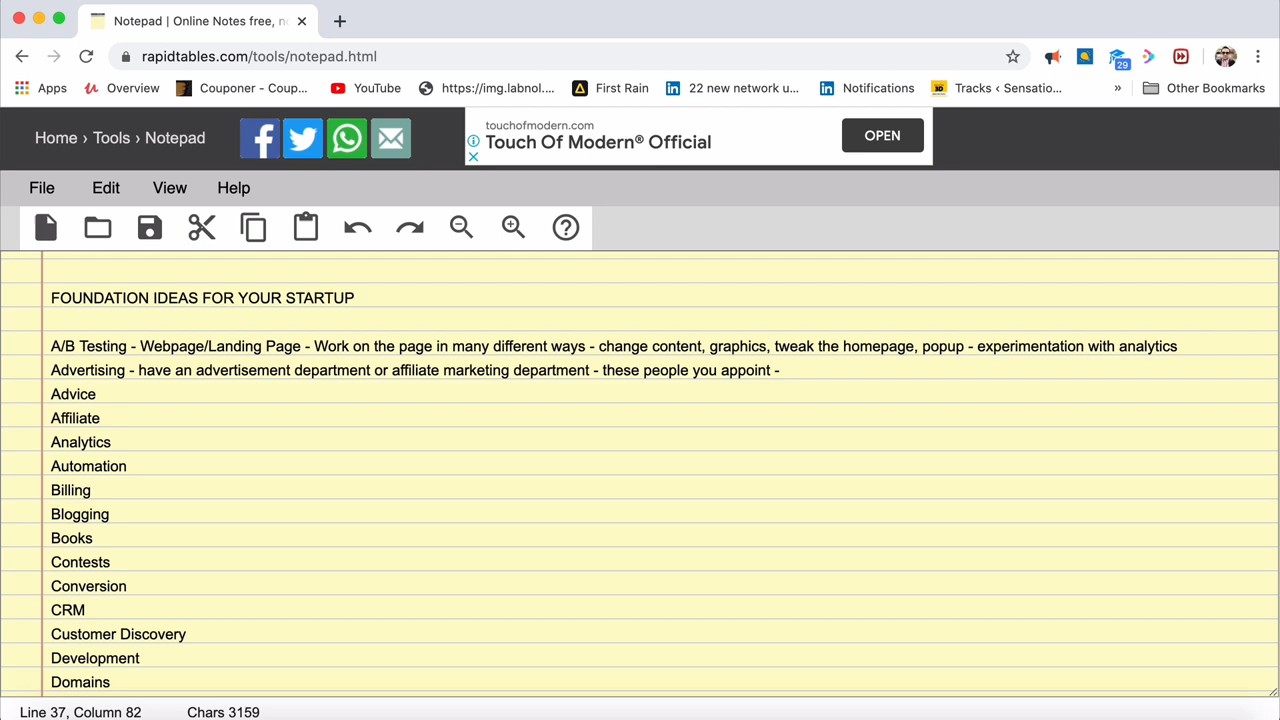 Notepad | Online Notes free, n
rapidtables.com/tools/notepad.html
29
Apps Overview Couponer - Coup... YouTube https://img.labnol.... First Rain 22 new network u... Notifications Tracks ‹ Sensatio... » Other Bookmarks
Home › Tools › Notepad
touchofmodern.com
Touch Of Modern® Official
OPEN
File Edit View Help
FOUNDATION IDEAS FOR YOUR STARTUP
A/B Testing - Webpage/Landing Page - Work on the page in many different ways - change content, graphics, tweak the homepage, popup - experimentation with analytics
Advertising - have an advertisement department or affiliate marketing department - these people you appoint -
Advice
Affiliate
Analytics
Automation
Billing
Blogging
Books
Contests
Conversion
CRM
Customer Discovery
Development
Domains
Line 37, Column 82 Chars 3159